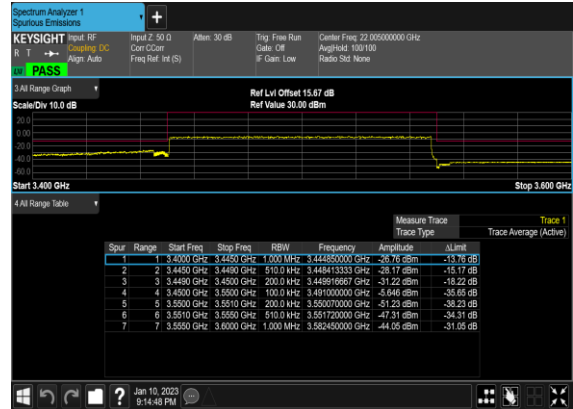 Spectrum Analyzer 1
Spurious Emissions
KEYSIGHT Input: RF Input Z: 50 Ω Atten: 30 dB Trig: Free Run Center Freq: 22.005000000 GHz
R T Coupling: DC Corr CCorr Gate: Off Avg|Hold: 100/100
Align: Auto Freq Ref: Int (S) IF Gain: Low Radio Std: None
PASS
3 All Range Graph
Ref Lvl Offset 15.67 dB
Scale/Div 10.0 dB Ref Value 30.00 dBm
20.0
0.00
-20.0
-40.0
-60.0
Start 3.400 GHz Stop 3.600 GHz
4 All Range Table
Measure Trace Trace 1
Trace Type Trace Average (Active)
Spur Range Start Freq Stop Freq RBW Frequency Amplitude ΔLimit
1 1 3.4000 GHz 3.4450 GHz 1.000 MHz 3.444850000 GHz -26.76 dBm -13.76 dB
2 2 3.4450 GHz 3.4490 GHz 510.0 kHz 3.448413333 GHz -28.17 dBm -15.17 dB
3 3 3.4490 GHz 3.4500 GHz 200.0 kHz 3.449916667 GHz -31.22 dBm -18.22 dB
4 4 3.4500 GHz 3.5500 GHz 100.0 kHz 3.491000000 GHz -5.646 dBm -35.65 dB
5 5 3.5500 GHz 3.5510 GHz 200.0 kHz 3.550070000 GHz -51.23 dBm -38.23 dB
6 6 3.5510 GHz 3.5550 GHz 510.0 kHz 3.551720000 GHz -47.31 dBm -34.31 dB
7 7 3.5550 GHz 3.6000 GHz 1.000 MHz 3.582450000 GHz -44.05 dBm -31.05 dB
Jan 10, 2023
9:14:48 PM